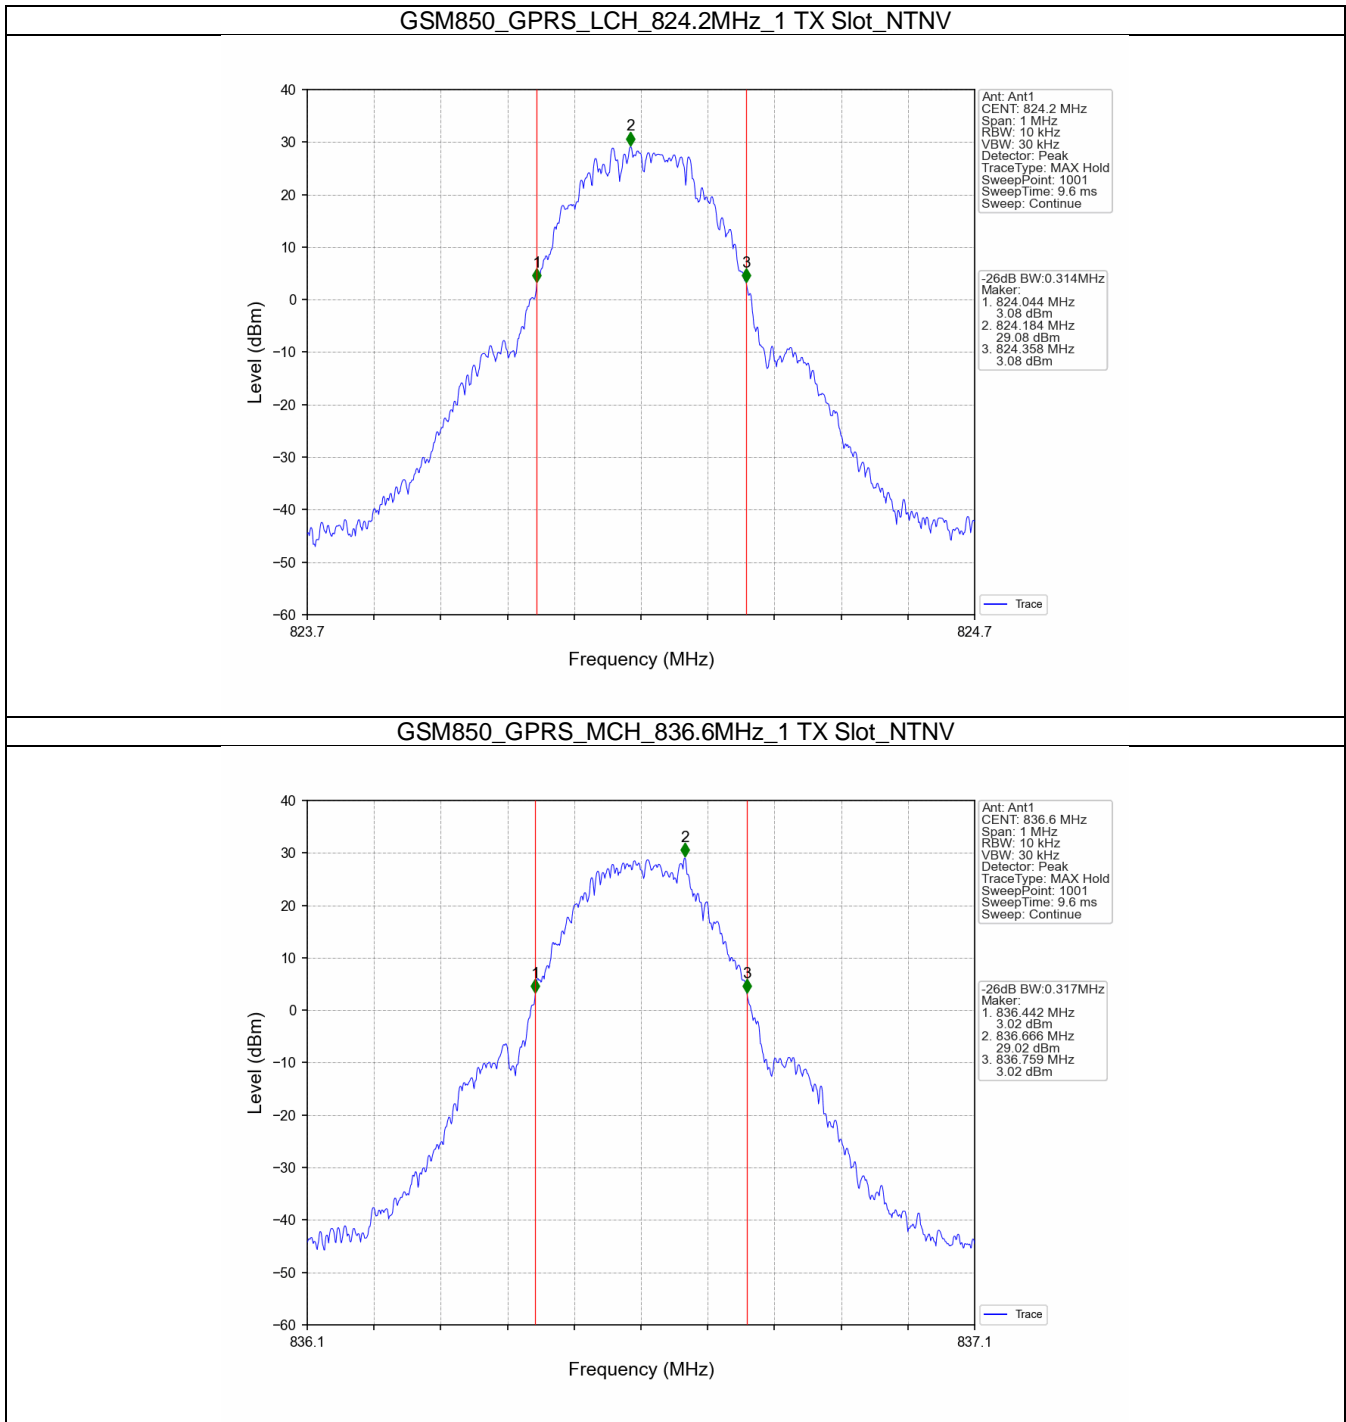 GSM850_GPRS_LCH_824.2MHz_1 TX Slot_NTNV
40
30
20
10
0
−10
−20
−30
−40
−50
−60
Level (dBm)
1
2
3
823.7
824.7
Frequency (MHz)
Ant: Ant1
CENT: 824.2 MHz
Span: 1 MHz
RBW: 10 kHz
VBW: 30 kHz
Detector: Peak
TraceType: MAX Hold
SweepPoint: 1001
SweepTime: 9.6 ms
Sweep: Continue
-26dB BW:0.314MHz
Maker:
1. 824.044 MHz
3.08 dBm
2. 824.184 MHz
29.08 dBm
3. 824.358 MHz
3.08 dBm
Trace
GSM850_GPRS_MCH_836.6MHz_1 TX Slot_NTNV
40
30
20
10
0
−10
−20
−30
−40
−50
−60
Level (dBm)
1
2
3
836.1
837.1
Frequency (MHz)
Ant: Ant1
CENT: 836.6 MHz
Span: 1 MHz
RBW: 10 kHz
VBW: 30 kHz
Detector: Peak
TraceType: MAX Hold
SweepPoint: 1001
SweepTime: 9.6 ms
Sweep: Continue
-26dB BW:0.317MHz
Maker:
1. 836.442 MHz
3.02 dBm
2. 836.666 MHz
29.02 dBm
3. 836.759 MHz
3.02 dBm
Trace